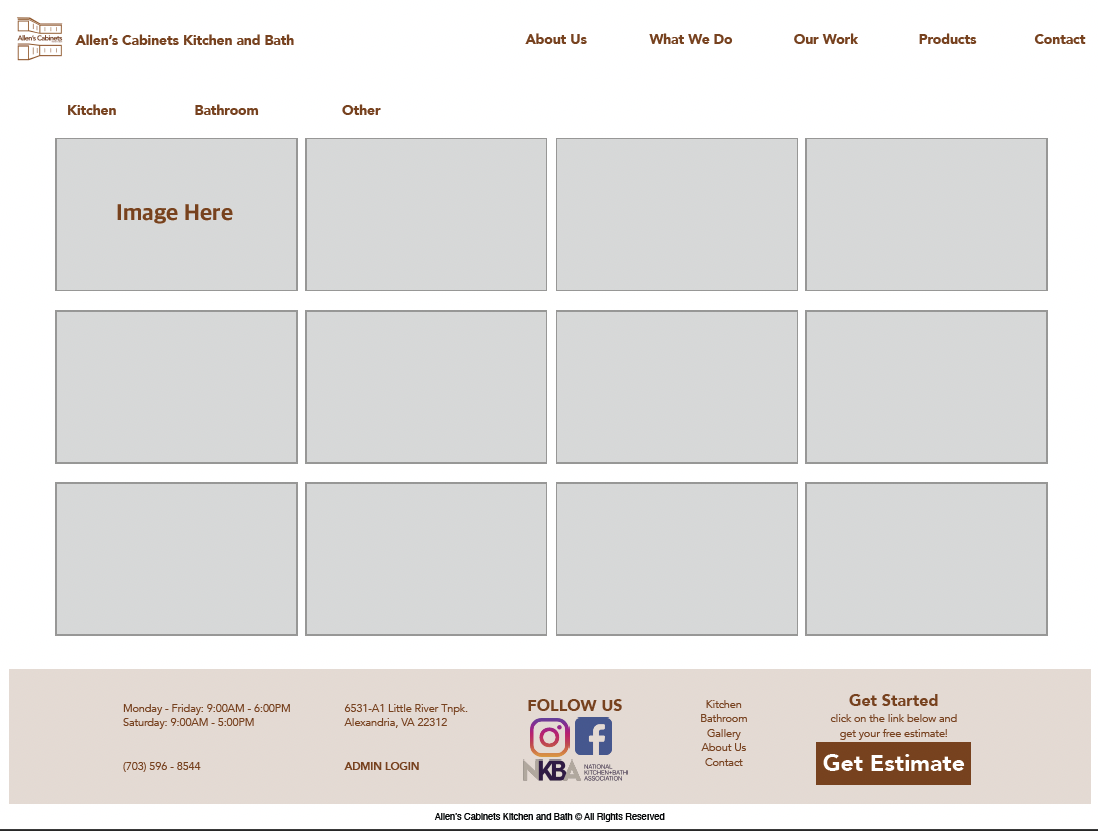 Allen's Cabinets
Allen's Cabinets Kitchen and Bath
About Us
What We Do
Our Work
Products
Contact
Kitchen
Bathroom
Other
Image Here
Monday - Friday: 9:00AM - 6:00PM
Saturday: 9:00AM - 5:00PM
(703) 596 - 8544
6531-A1 Little River Tnpk.
Alexandria, VA 22312
ADMIN LOGIN
FOLLOW US
NKBA
NATIONAL
KITCHEN+BATH
ASSOCIATION
Kitchen
Bathroom
Gallery
About Us
Contact
Get Started
click on the link below and
get your free estimate!
Get Estimate
Allen's Cabinets Kitchen and Bath © All Rights Reserved